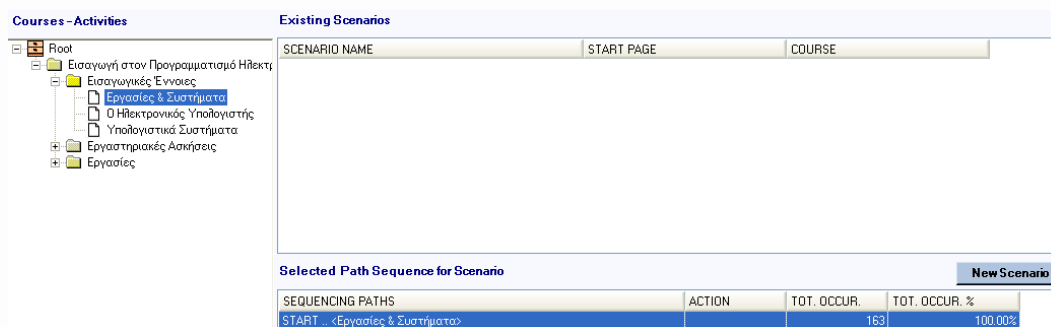 Courses - Activities
Root
Εισαγωγή στον Προγραμματισμό Ηλεκτρ
Εισαγωγικές Έννοιες
Εργασίες & Συστήματα
Ο Ηλεκτρονικός Υπολογιστής
Υπολογιστικά Συστήματα
Εργαστηριακές Ασκήσεις
Εργασίες
Existing Scenarios
SCENARIO NAME START PAGE COURSE
Selected Path Sequence for Scenario
New Scenario
SEQUENCING PATHS ACTION TOT. OCCUR. TOT. OCCUR. %
START .. <Εργασίες & Συστήματα> 163 100.00%